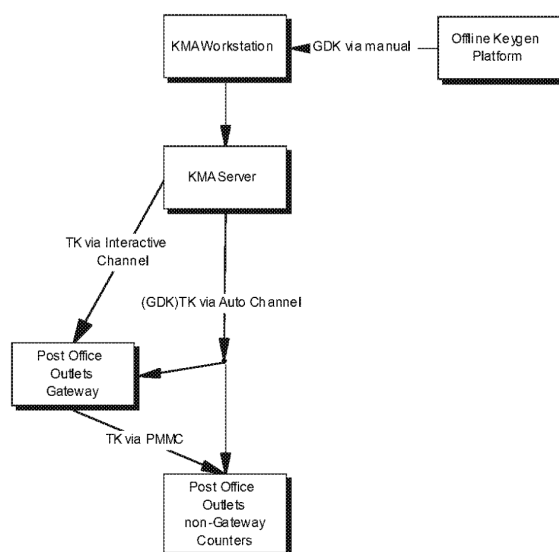 KMA Workstation
GDK via manual
Offline Keygen
Platform
KMA Server
TK via Interactive
Channel
(GDK)TK via Auto Channel
Post Office
Outlets
Gateway
TK via PMMC
Post Office
Outlets
non-Gateway
Counters